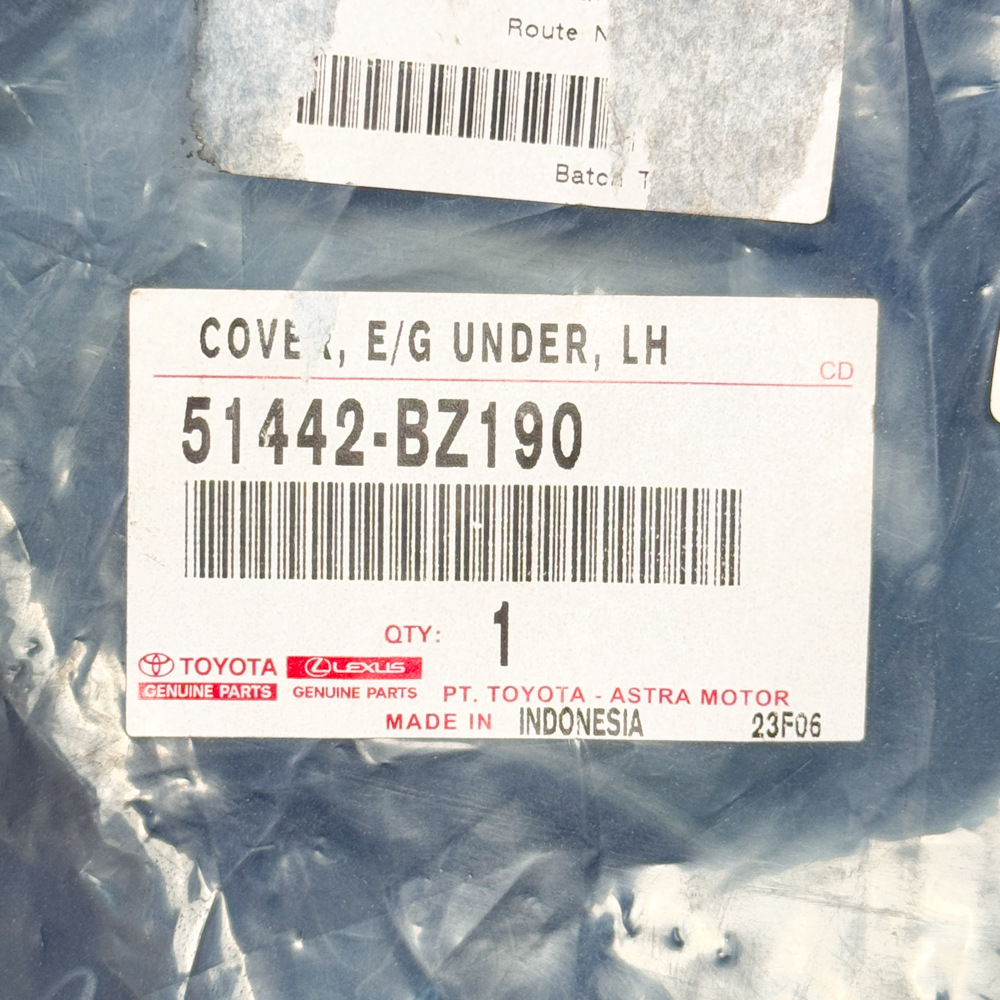 Route N
Batch T
COVER, E/G UNDER, LH
CD
51442-BZ190
QTY: 1
TOYOTA LEXUS
GENUINE PARTS GENUINE PARTS PT. TOYOTA - ASTRA MOTOR
MADE IN INDONESIA 23F06